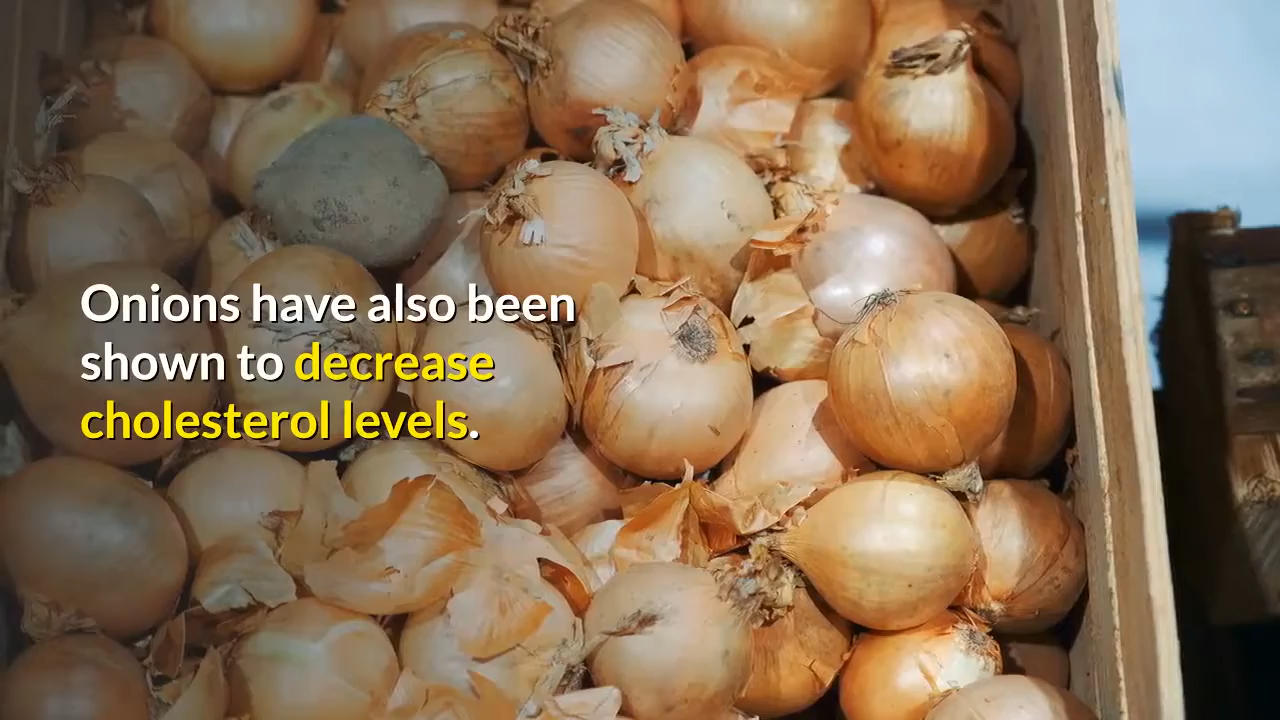 Onions have also been
shown to decrease
cholesterol levels.